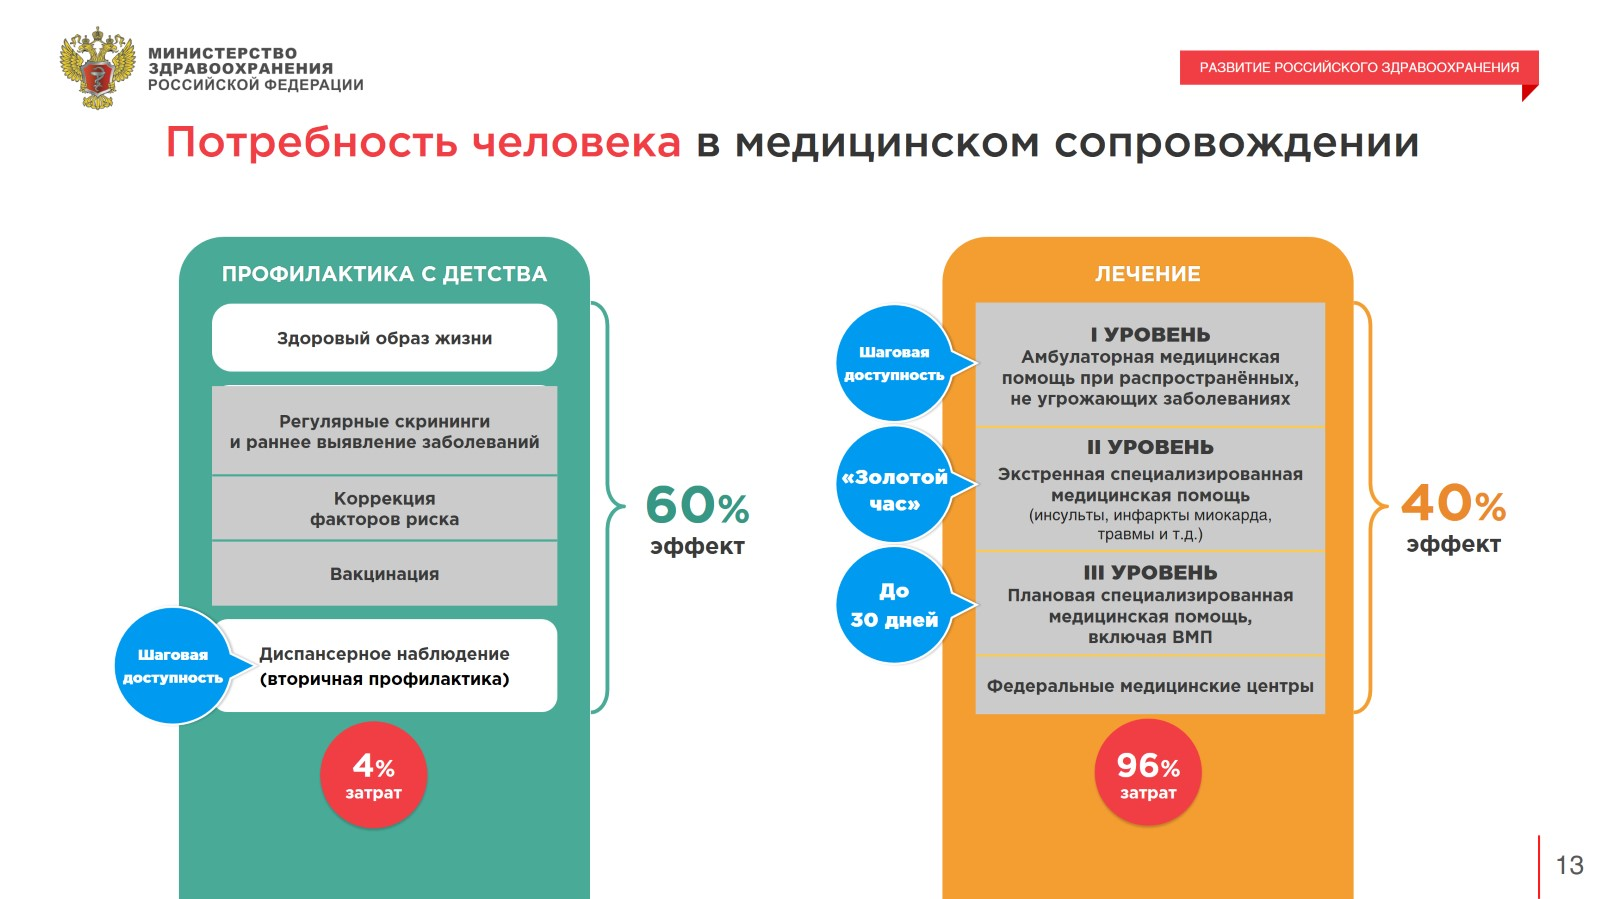 МИНИСТЕРСТВО
ЗДРАВООХРАНЕНИЯ
РОССИЙСКОЙ ФЕДЕРАЦИИ
РАЗВИТИЕ РОССИЙСКОГО ЗДРАВООХРАНЕНИЯ
Потребность человека в медицинском сопровождении
ПРОФИЛАКТИКА С ДЕТСТВА
Здоровый образ жизни
Регулярные скрининги
и раннее выявление заболеваний
Коррекция
факторов риска
Вакцинация
Шаговая
доступность
Диспансерное наблюдение
(вторичная профилактика)
4%
затрат
60%
эффект
ЛЕЧЕНИЕ
Шаговая
доступность
I УРОВЕНЬ
Амбулаторная медицинская
помощь при распространённых,
не угрожающих заболеваниях
«Золотой
час»
II УРОВЕНЬ
Экстренная специализированная
медицинская помощь
(инсульты, инфаркты миокарда,
травмы и т.д.)
До
30 дней
III УРОВЕНЬ
Плановая специализированная
медицинская помощь,
включая ВМП
Федеральные медицинские центры
96%
затрат
40%
эффект
13